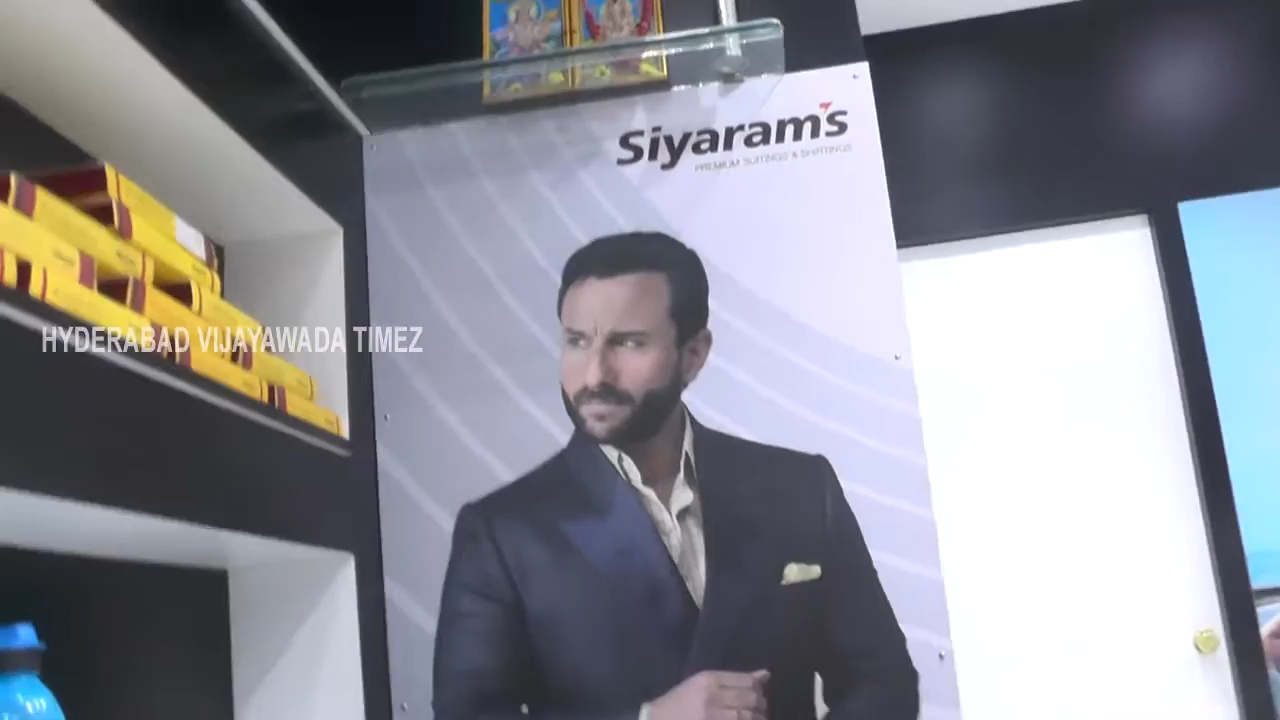 Siyaram's
PREMIUM SUITINGS & SHIRTINGS
HYDERABAD VIJAYAWADA TIMEZ